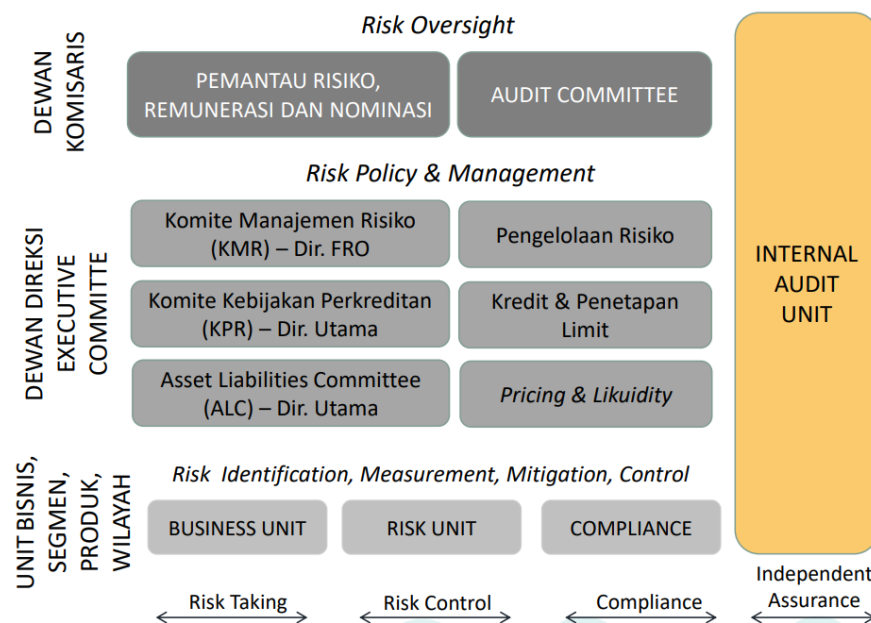 Risk Oversight
DEWAN
KOMISARIS
PEMANTAU RISIKO,
REMUNERASI DAN NOMINASI
AUDIT COMMITTEE
Risk Policy & Management
DEWAN DIREKSI
EXECUTIVE
COMMITTE
Komite Manajemen Risiko
(KMR) – Dir. FRO
Pengelolaan Risiko
Komite Kebijakan Perkreditan
(KPR) – Dir. Utama
Kredit & Penetapan
Limit
Asset Liabilities Committee
(ALC) – Dir. Utama
Pricing & Likuidity
UNIT BISNIS,
SEGMEN,
PRODUK,
WILAYAH
Risk Identification, Measurement, Mitigation, Control
BUSINESS UNIT
RISK UNIT
COMPLIANCE
INTERNAL
AUDIT
UNIT
Risk Taking
Risk Control
Compliance
Independent
Assurance